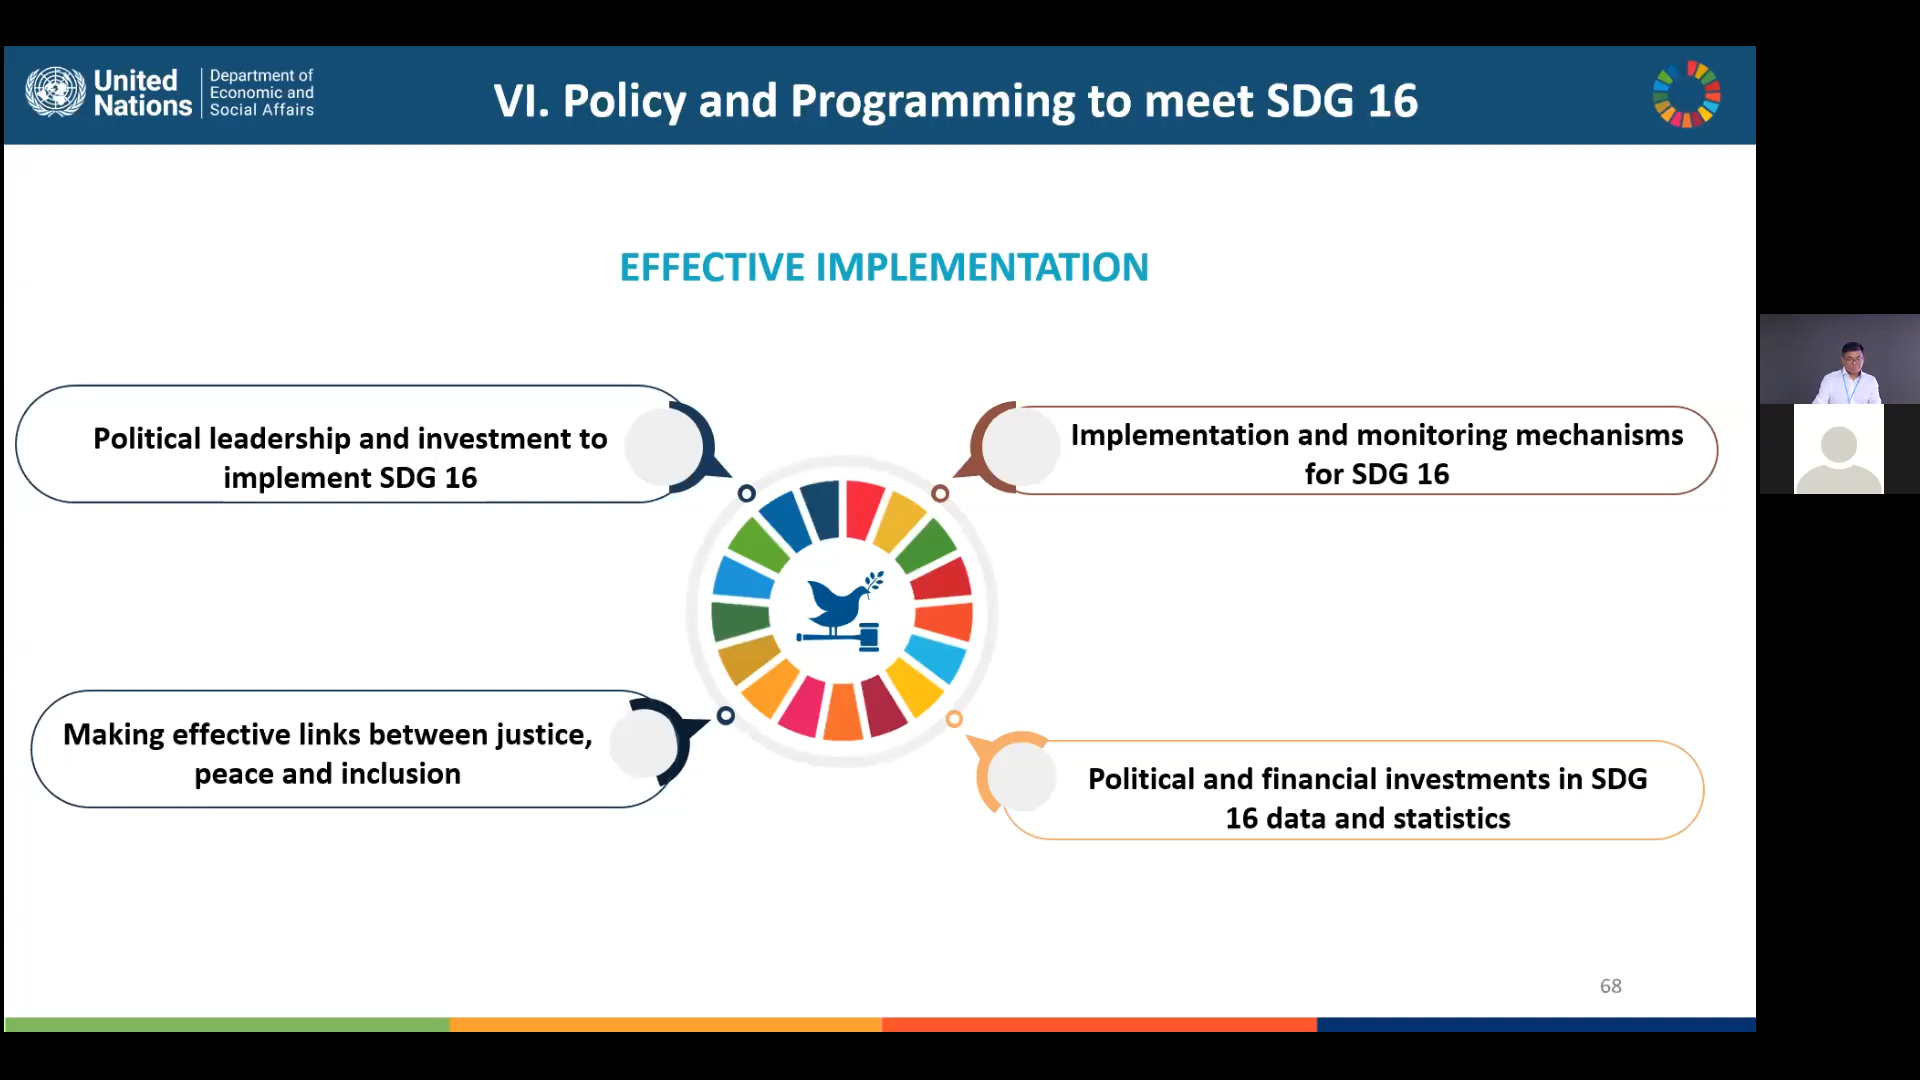 United
Nations
Department of
Economic and
Social Affairs
VI. Policy and Programming to meet SDG 16
EFFECTIVE IMPLEMENTATION
Political leadership and investment to
implement SDG 16
Implementation and monitoring mechanisms
for SDG 16
Making effective links between justice,
peace and inclusion
Political and financial investments in SDG
16 data and statistics
68